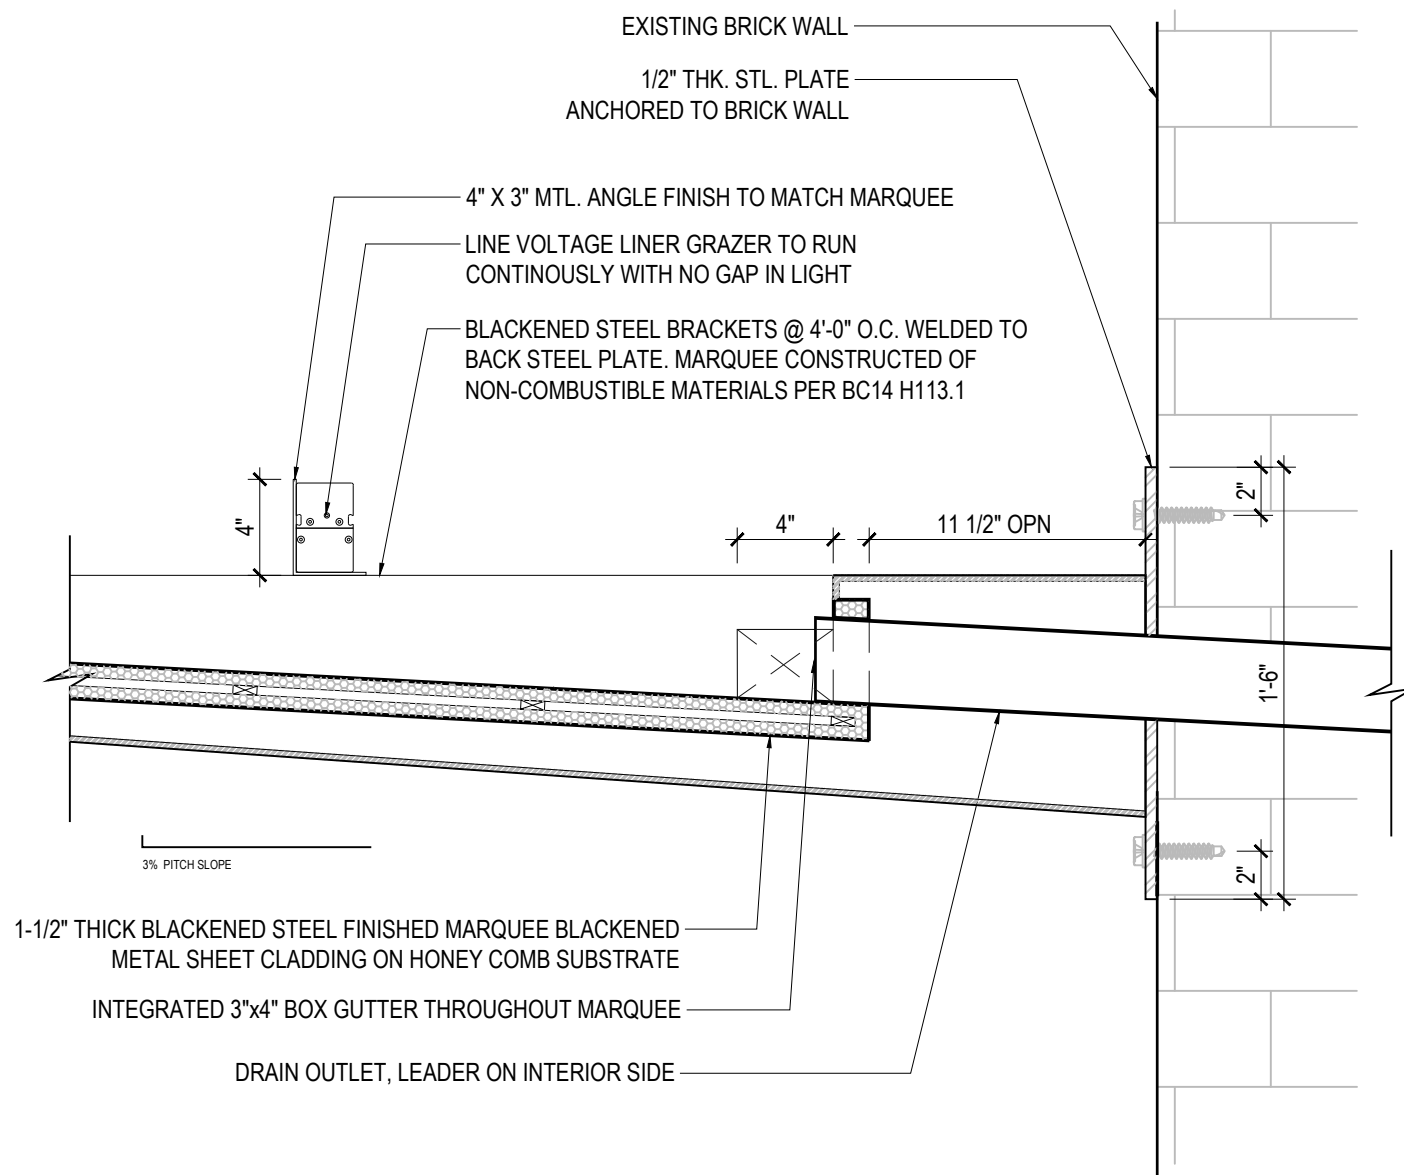 EXISTING BRICK WALL
1/2" THK. STL. PLATE
ANCHORED TO BRICK WALL
4" X 3" MTL. ANGLE FINISH TO MATCH MARQUEE
LINE VOLTAGE LINER GRAZER TO RUN
CONTINOUSLY WITH NO GAP IN LIGHT
BLACKENED STEEL BRACKETS @ 4'-0" O.C. WELDED TO
BACK STEEL PLATE. MARQUEE CONSTRUCTED OF
NON-COMBUSTIBLE MATERIALS PER BC14 H113.1
4"
4"
11 1/2" OPN
2"
1'-6"
2"
3% PITCH SLOPE
1-1/2" THICK BLACKENED STEEL FINISHED MARQUEE BLACKENED
METAL SHEET CLADDING ON HONEY COMB SUBSTRATE
INTEGRATED 3"x4" BOX GUTTER THROUGHOUT MARQUEE
DRAIN OUTLET, LEADER ON INTERIOR SIDE